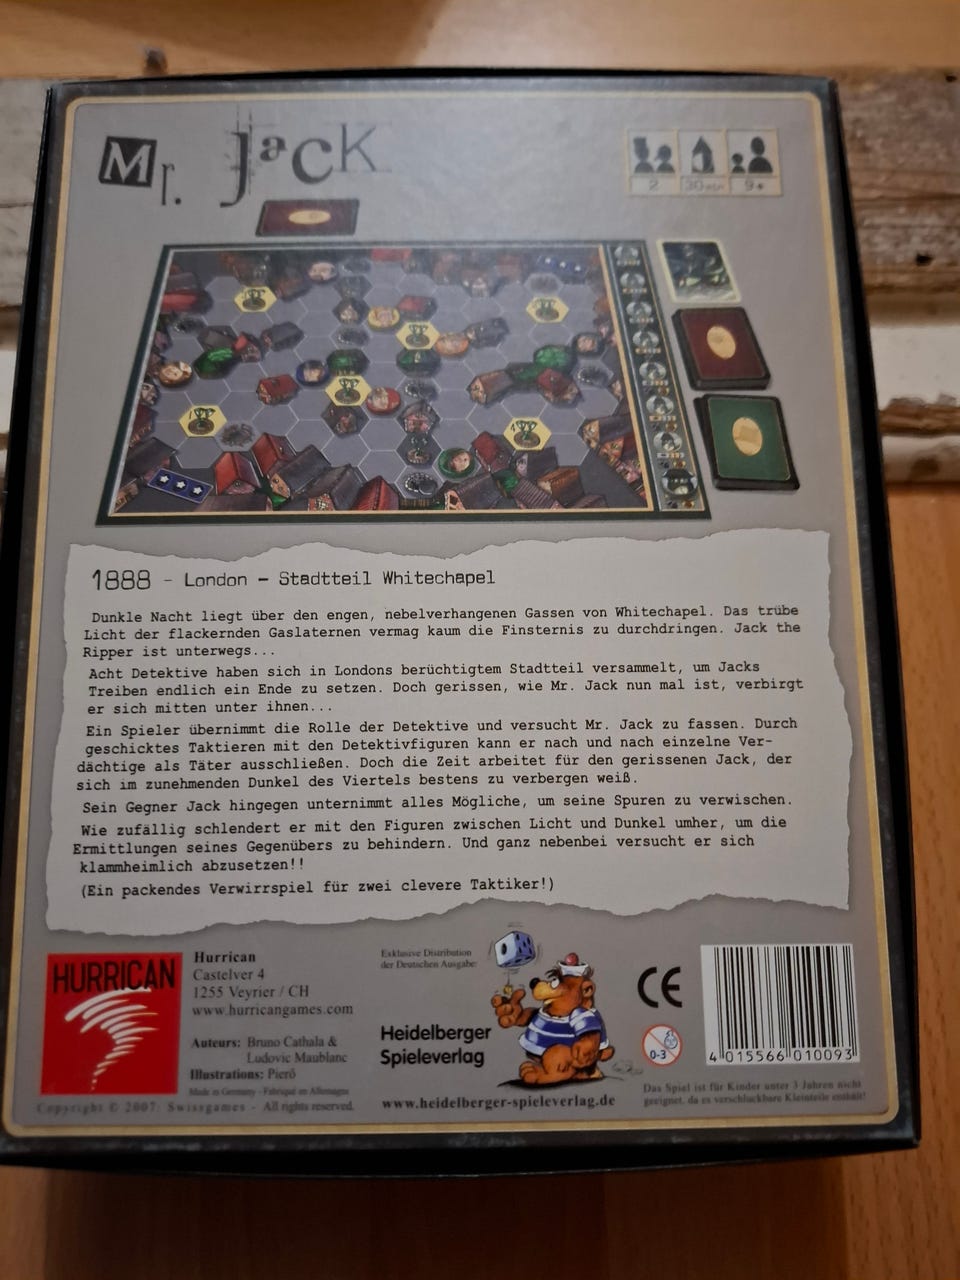 Mr. Jack
2
30 min
9+
1888 - London - Stadtteil Whitechapel
Dunkle Nacht liegt über den engen, nebelverhangenen Gassen von Whitechapel. Das trübe
Licht der flackernden Gaslaternen vermag kaum die Finsternis zu durchdringen. Jack the
Ripper ist unterwegs...
Acht Detektive haben sich in Londons berüchtigtem Stadtteil versammelt, um Jacks
Treiben endlich ein Ende zu setzen. Doch gerissen, wie Mr. Jack nun mal ist, verbirgt
er sich mitten unter ihnen...
Ein Spieler übernimmt die Rolle der Detektive und versucht Mr. Jack zu fassen. Durch
geschicktes Taktieren mit den Detektivfiguren kann er nach und nach einzelne Ver-
dächtige als Täter ausschließen. Doch die Zeit arbeitet für den gerissenen Jack, der
sich im zunehmenden Dunkel des Viertels bestens zu verbergen weiß.
Sein Gegner Jack hingegen unternimmt alles Mögliche, um seine Spuren zu verwischen.
Wie zufällig schlendert er mit den Figuren zwischen Licht und Dunkel umher, um die
Ermittlungen seines Gegenübers zu behindern. Und ganz nebenbei versucht er sich
klammheimlich abzusetzen!!
(Ein packendes Verwirrspiel für zwei clevere Taktiker!)
HURRICAN
Hurrican
Castelver 4
1255 Veyrier / CH
www.hurricangames.com
Auteurs: Bruno Cathala &
Ludovic Maublanc
Illustrations: Pierô
Made in Germany - Fabriqué en Allemagne
Copyright © 2007: Swissgames - All rights reserved.
Exklusive Distribution
der Deutschen Ausgabe:
Heidelberger
Spieleverlag
www.heidelberger-spieleverlag.de
CE
0-3
4 015566 010093
Das Spiel ist für Kinder unter 3 Jahren nicht
geeignet, da es verschluckbare Kleinteile enthält!